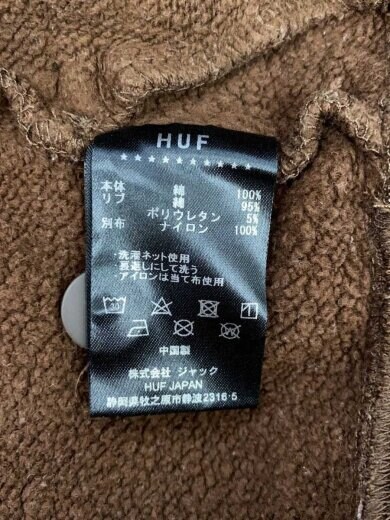 HUF
★★★★★★★★★★
本体 綿 100%
リブ 綿 95%
ポリウレタン 5%
別布 ナイロン 100%
・洗濯ネット使用
・裏返しにして洗う
・アイロンは当て布使用
中国製
株式会社 ジャック
HUF JAPAN
静岡県牧之原市静波2316-5